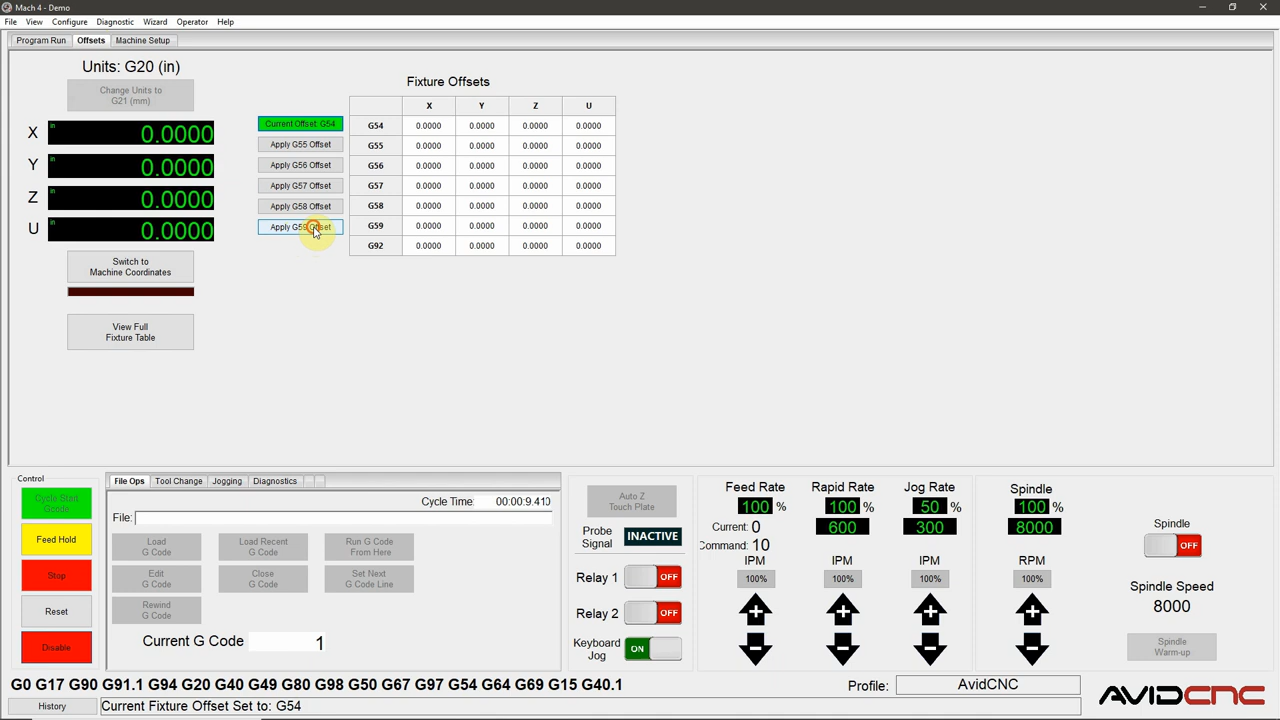 Mach 4 - Demo
File View Configure Diagnostic Wizard Operator Help
Program Run Offsets Machine Setup
Units: G20 (in)
Change Units to
G21 (mm)
X in 0.0000
Y in 0.0000
Z in 0.0000
U in 0.0000
Switch to
Machine Coordinates
View Full
Fixture Table
Fixture Offsets
X Y Z U
Current Offset: G54 G54 0.0000 0.0000 0.0000 0.0000
Apply G55 Offset G55 0.0000 0.0000 0.0000 0.0000
Apply G56 Offset G56 0.0000 0.0000 0.0000 0.0000
Apply G57 Offset G57 0.0000 0.0000 0.0000 0.0000
Apply G58 Offset G58 0.0000 0.0000 0.0000 0.0000
Apply G59 Offset G59 0.0000 0.0000 0.0000 0.0000
G92 0.0000 0.0000 0.0000 0.0000
Control
Cycle Start
Gcode
Feed Hold
Stop
Reset
Disable
File Ops Tool Change Jogging Diagnostics
Cycle Time: 00:00:9.410
File:
Load
G Code
Load Recent
G Code
Run G Code
From Here
Edit
G Code
Close
G Code
Set Next
G Code Line
Rewind
G Code
Current G Code 1
Auto Z
Touch Plate
Probe
Signal INACTIVE
Relay 1 OFF
Relay 2 OFF
Keyboard
Jog ON
Feed Rate
100 %
Current: 0
Command: 10
IPM
100%
Rapid Rate
100 %
600
IPM
100%
Jog Rate
50 %
300
IPM
100%
Spindle
100 %
8000
RPM
100%
Spindle
OFF
Spindle Speed
8000
Spindle
Warm-up
G0 G17 G90 G91.1 G94 G20 G40 G49 G80 G98 G50 G67 G97 G54 G64 G69 G15 G40.1
Profile: AvidCNC
AVIDCNC
History Current Fixture Offset Set to: G54